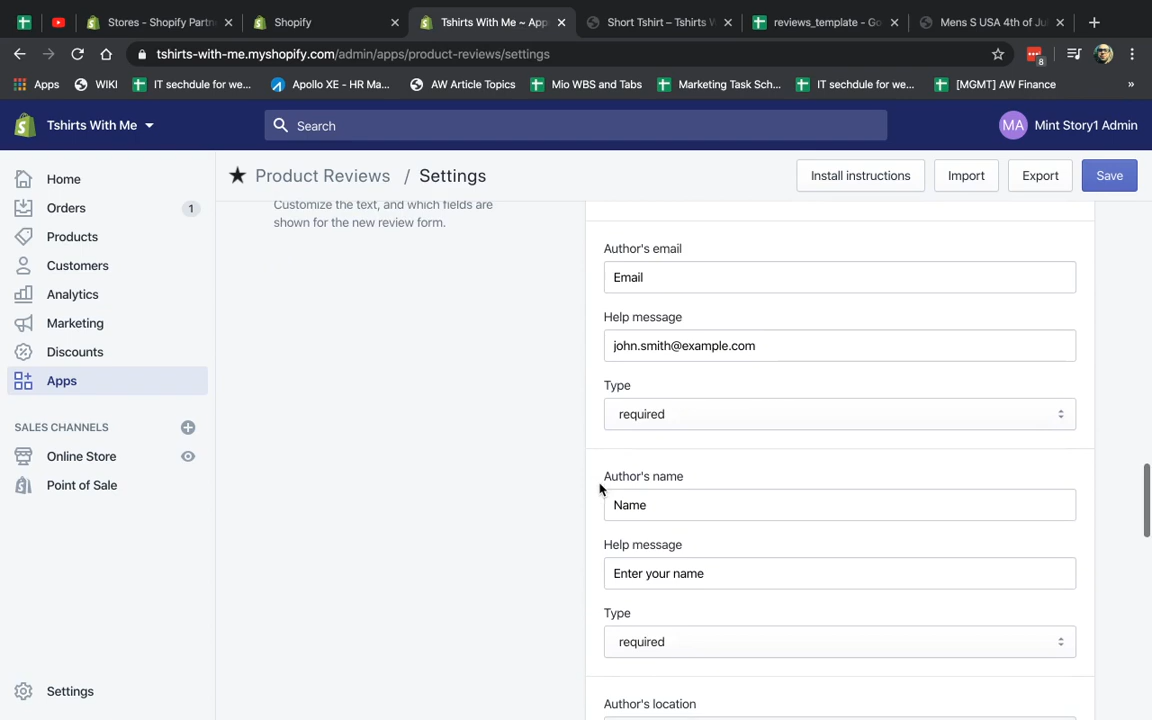 Stores - Shopify Partn
Shopify
Tshirts With Me ~ App
Short Tshirt – Tshirts W
reviews_template - Go
Mens S USA 4th of Ju
tshirts-with-me.myshopify.com/admin/apps/product-reviews/settings
8
Apps
WIKI
IT sechdule for we...
Apollo XE - HR Ma...
AW Article Topics
Mio WBS and Tabs
Marketing Task Sch...
IT sechdule for we...
[MGMT] AW Finance
»
Tshirts With Me
Search
MA
Mint Story1 Admin
Home
Orders
1
Products
Customers
Analytics
Marketing
Discounts
Apps
SALES CHANNELS
Online Store
Point of Sale
Settings
Product Reviews / Settings
Install instructions
Import
Export
Save
Customize the text, and which fields are
shown for the new review form.
Author's email
Email
Help message
john.smith@example.com
Type
required
Author's name
Name
Help message
Enter your name
Type
required
Author's location